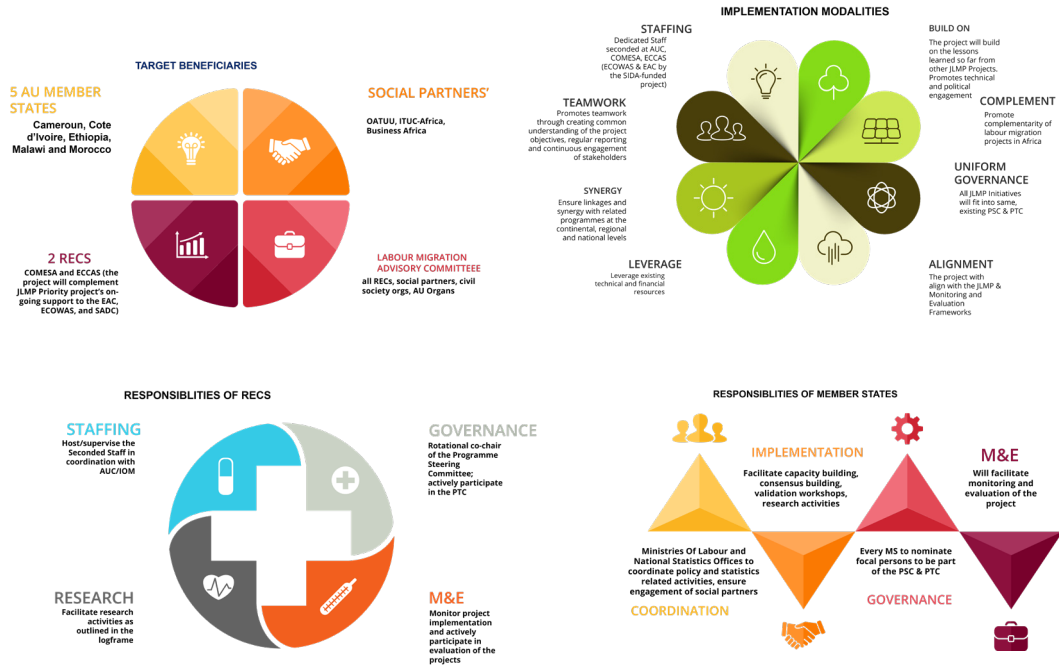 TARGET BENEFICIARIES
5 AU MEMBER
STATES
Cameroun, Cote
d'Ivoire, Ethiopia,
Malawi and Morocco
SOCIAL PARTNERS'
OATUU, ITUC-Africa,
Business Africa
2 RECS
COMESA and ECCAS (the
project will complement
JLMP Priority project's on-
going support to the EAC,
ECOWAS, and SADC)
LABOUR MIGRATION
ADVISORY COMMITTEEE
all RECs, social partners, civil
society orgs, AU Organs
IMPLEMENTATION MODALITIES
STAFFING
Dedicated Staff
seconded at AUC,
COMESA, ECCAS
(ECOWAS & EAC by
the SIDA-funded
project)
BUILD ON
The project will build
on the lessons
learned so far from
other JLMP Projects.
Promotes technical
and political
engagement
TEAMWORK
Promotes teamwork
through creating common
understanding of the project
objectives, regular reporting
and continuous engagement
of stakeholders
COMPLEMENT
Promote
complementarity of
labour migration
projects in Africa
SYNERGY
Ensure linkages and
synergy with related
programmes at the
continental, regional
and national levels
UNIFORM
GOVERNANCE
All JLMP Initiatives
will fit into same,
existing PSC & PTC
LEVERAGE
Leverage existing
technical and financial
resources
ALIGNMENT
The project with
align with the JLMP &
Monitoring and
Evaluation
Frameworks
RESPONSIBLITIES OF RECS
STAFFING
Host/supervise the
Seconded Staff in
coordination with
AUC/IOM
GOVERNANCE
Rotational co-chair
of the Programme
Steering
Committee;
actively participate
in the PTC
RESEARCH
Facilitate research
activities as
outlined in the
logframe
M&E
Monitor project
implementation
and actively
participate in
evaluation of the
projects
RESPONSIBLITIES OF MEMBER STATES
IMPLEMENTATION
Facilitate capacity building,
consensus building,
validation workshops,
research activities
M&E
Will facilitate
monitoring and
evaluation of the
project
Ministries Of Labour and
National Statistics Offices to
coordinate policy and statistics
related activities, ensure
engagement of social partners
COORDINATION
Every MS to nominate
focal persons to be part
of the PSC & PTC
GOVERNANCE